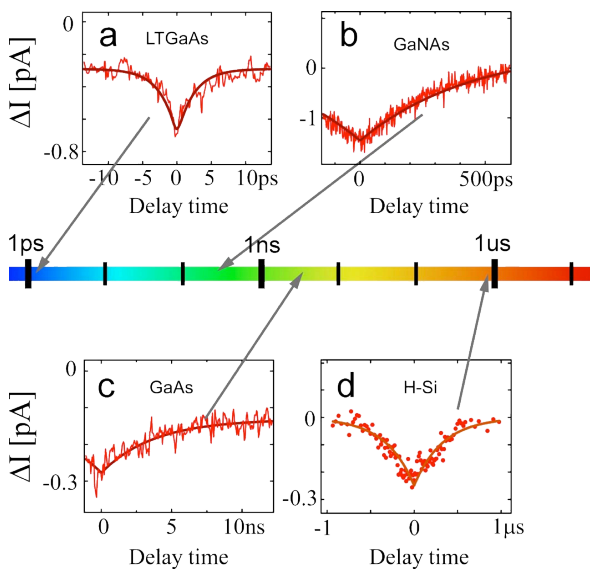 0
a
LTGaAs
ΔI [pA]
-0.8
-10
-5
0
5
10ps
Delay time
b
GaNAs
0
-1
0
500ps
Delay time
1ps
1ns
1us
0
c
GaAs
ΔI [pA]
-0.3
0
5
10ns
Delay time
d
H-Si
0
-0.3
-1
0
1μs
Delay time